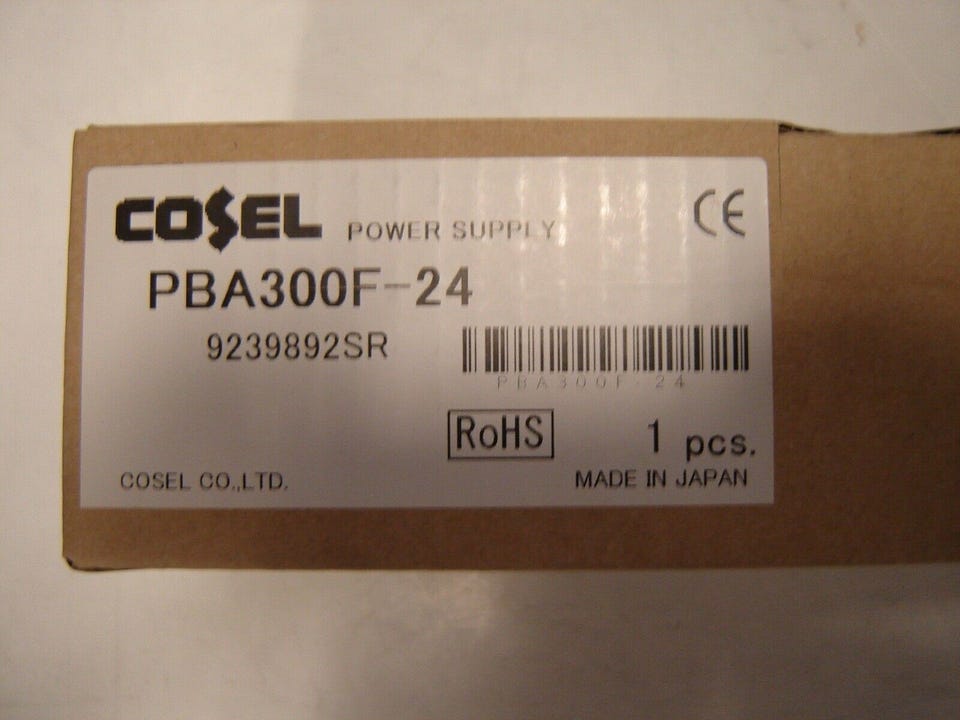 COSEL POWER SUPPLY CE
PBA300F-24
9239892SR
PBA300F-24
RoHS 1 pcs.
COSEL CO.,LTD. MADE IN JAPAN